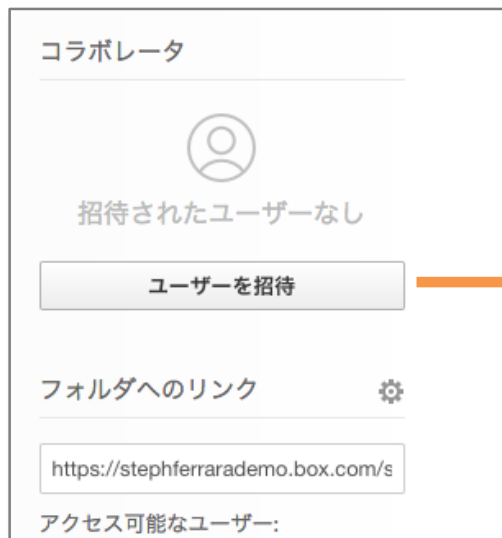 コラボレータ
招待されたユーザーなし
ユーザーを招待
フォルダへのリンク
https://stephferrarademo.box.com/s
アクセス可能なユーザー: